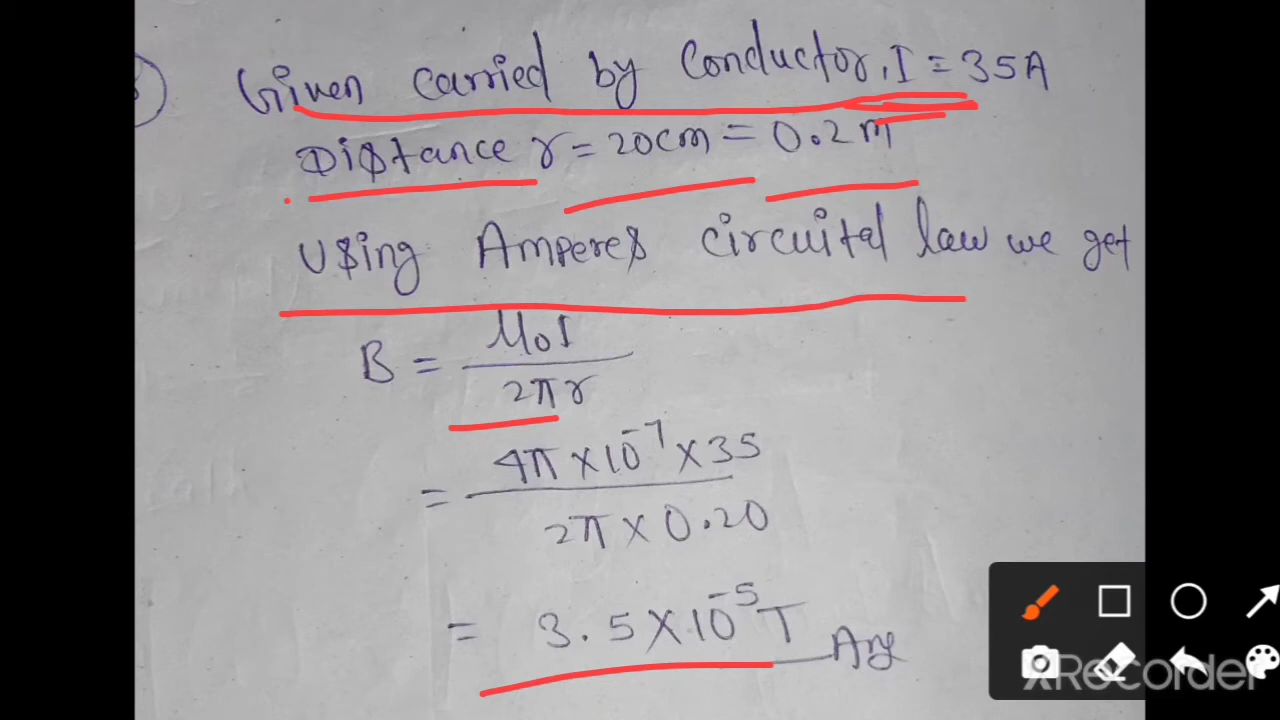 Given carried by Conductor, I = 35A
Distance r = 20cm = 0.2m
Using Amperes circuital law we get
B = μ₀I / 2πr
= 4π × 10⁻⁷ × 35 / 2π × 0.20
= 3.5 × 10⁻⁵ T Ans
XRecorder